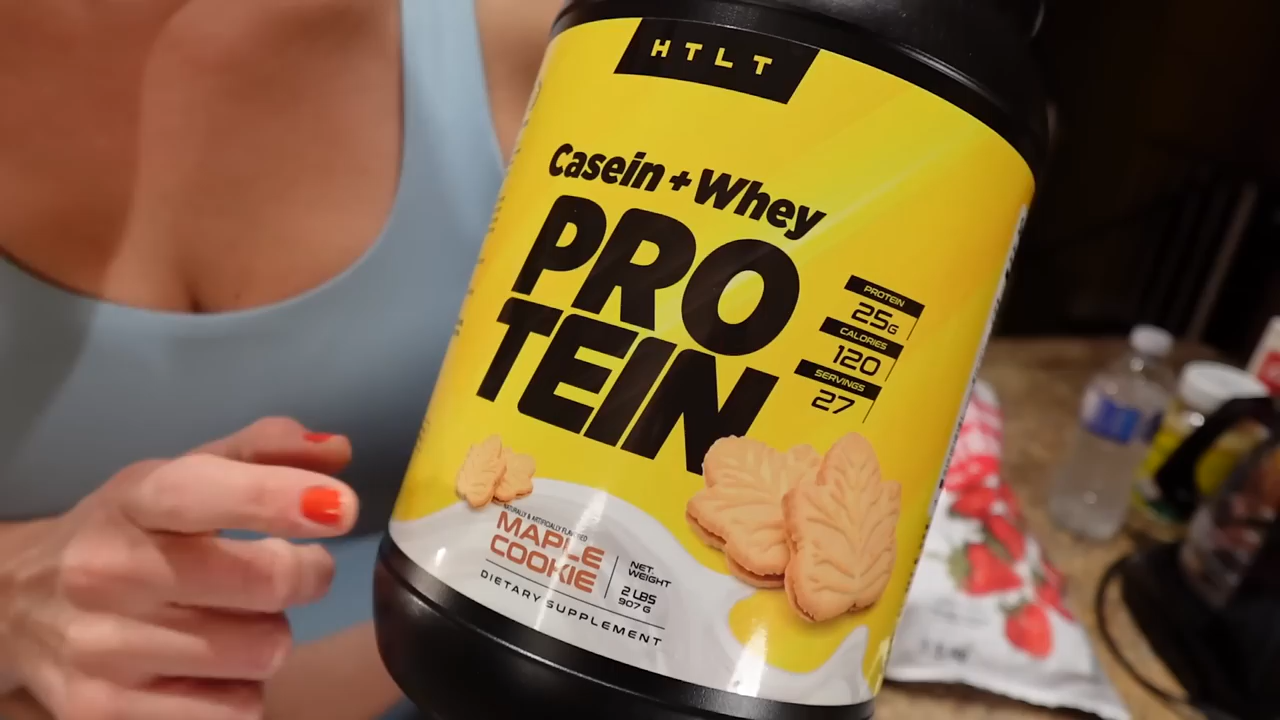 HTLT
Casein + Whey
PRO
TEIN
PROTEIN
25G
CALORIES
120
SERVINGS
27
NATURALLY & ARTIFICIALLY FLAVORED
MAPLE
COOKIE
NET.
WEIGHT
2 LBS
907 G
DIETARY SUPPLEMENT